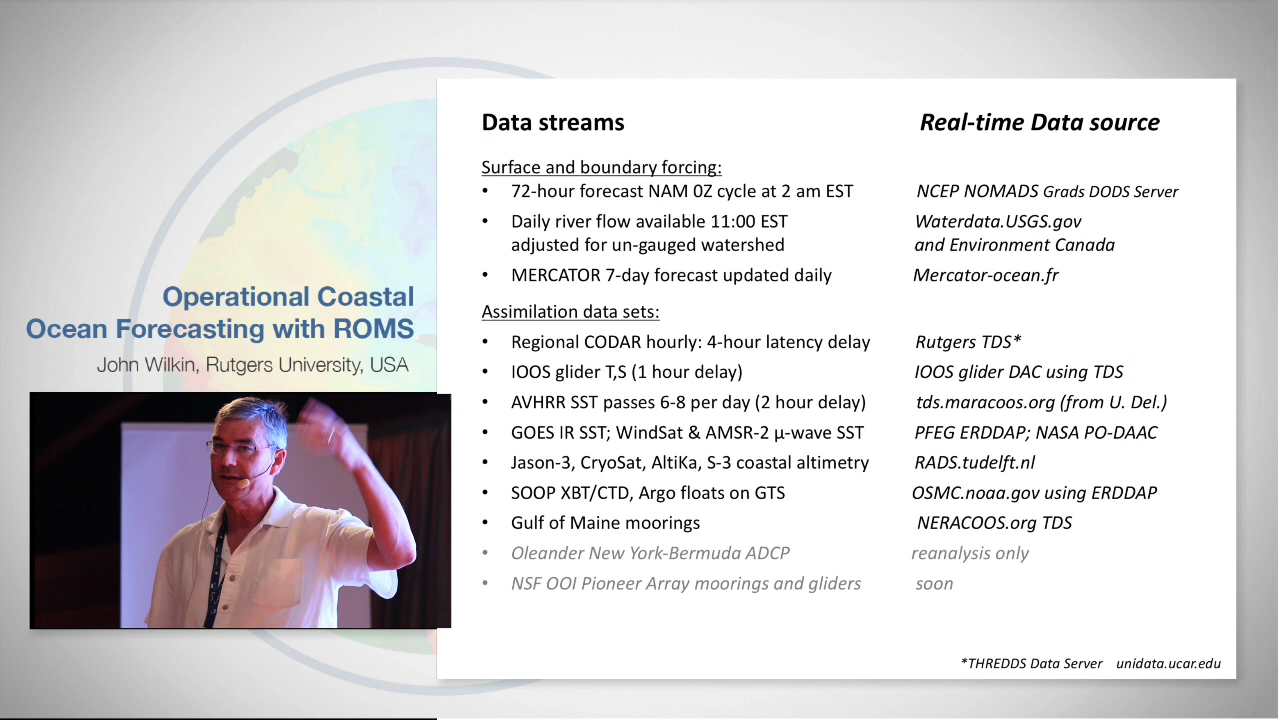 Operational Coastal
Ocean Forecasting with ROMS
John Wilkin, Rutgers University, USA
Data streams Real-time Data source
Surface and boundary forcing:
• 72-hour forecast NAM 0Z cycle at 2 am EST NCEP NOMADS Grads DODS Server
• Daily river flow available 11:00 EST Waterdata.USGS.gov
adjusted for un-gauged watershed and Environment Canada
• MERCATOR 7-day forecast updated daily Mercator-ocean.fr
Assimilation data sets:
• Regional CODAR hourly: 4-hour latency delay Rutgers TDS*
• IOOS glider T,S (1 hour delay) IOOS glider DAC using TDS
• AVHRR SST passes 6-8 per day (2 hour delay) tds.maracoos.org (from U. Del.)
• GOES IR SST; WindSat & AMSR-2 μ-wave SST PFEG ERDDAP; NASA PO-DAAC
• Jason-3, CryoSat, AltiKa, S-3 coastal altimetry RADS.tudelft.nl
• SOOP XBT/CTD, Argo floats on GTS OSMC.noaa.gov using ERDDAP
• Gulf of Maine moorings NERACOOS.org TDS
• Oleander New York-Bermuda ADCP reanalysis only
• NSF OOI Pioneer Array moorings and gliders soon
*THREDDS Data Server unidata.ucar.edu